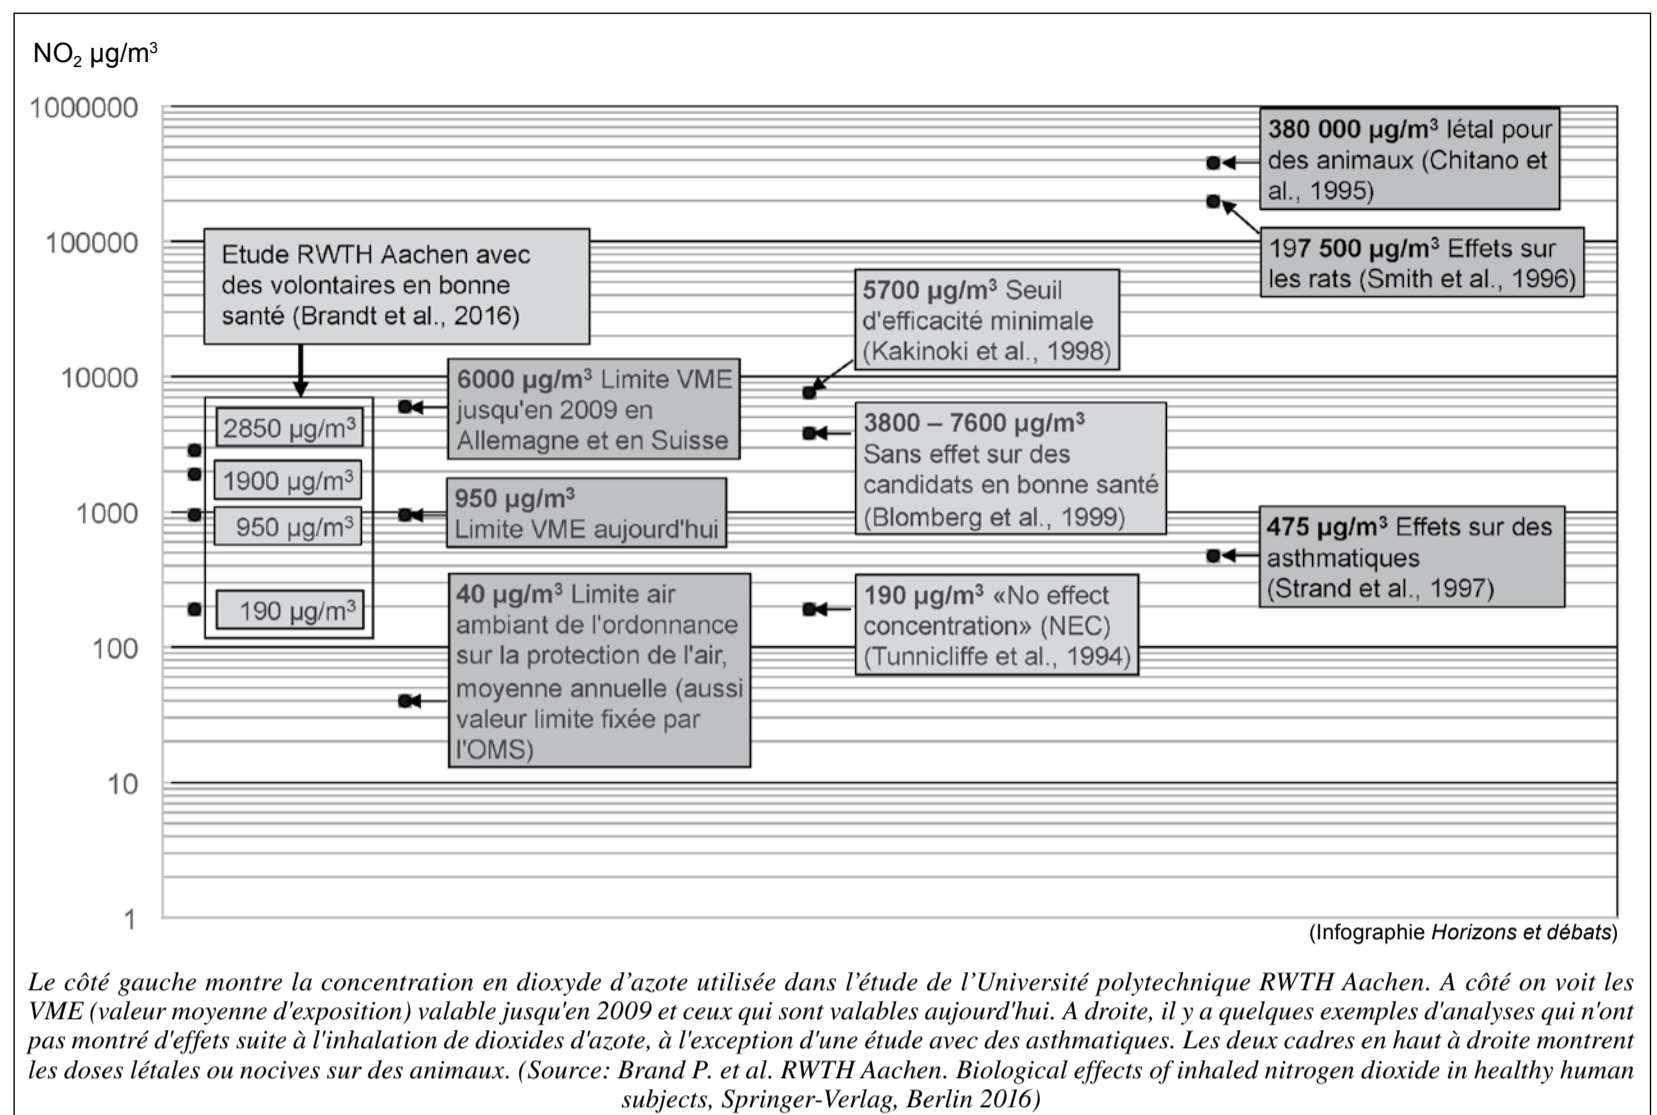 NO₂ µg/m³
1000000
100000
10000
1000
100
10
1
Etude RWTH Aachen avec
des volontaires en bonne
santé (Brandt et al., 2016)
2850 µg/m³
1900 µg/m³
950 µg/m³
190 µg/m³
6000 µg/m³ Limite VME
jusqu'en 2009 en
Allemagne et en Suisse
950 µg/m³
Limite VME aujourd'hui
40 µg/m³ Limite air
ambiant de l'ordonnance
sur la protection de l'air,
moyenne annuelle (aussi
valeur limite fixée par
l'OMS)
5700 µg/m³ Seuil
d'efficacité minimale
(Kakinoki et al., 1998)
3800 – 7600 µg/m³
Sans effet sur des
candidats en bonne santé
(Blomberg et al., 1999)
190 µg/m³ «No effect
concentration» (NEC)
(Tunnicliffe et al., 1994)
380 000 µg/m³ létal pour
des animaux (Chitano et
al., 1995)
197 500 µg/m³ Effets sur
les rats (Smith et al., 1996)
475 µg/m³ Effets sur des
asthmatiques
(Strand et al., 1997)
(Infographie Horizons et débats)
Le côté gauche montre la concentration en dioxyde d’azote utilisée dans l’étude de l’Université polytechnique RWTH Aachen. A côté on voit les
VME (valeur moyenne d'exposition) valable jusqu'en 2009 et ceux qui sont valables aujourd'hui. A droite, il y a quelques exemples d'analyses qui n'ont
pas montré d'effets suite à l'inhalation de dioxides d'azote, à l'exception d'une étude avec des asthmatiques. Les deux cadres en haut à droite montrent
les doses létales ou nocives sur des animaux. (Source: Brand P. et al. RWTH Aachen. Biological effects of inhaled nitrogen dioxide in healthy human
subjects, Springer-Verlag, Berlin 2016)